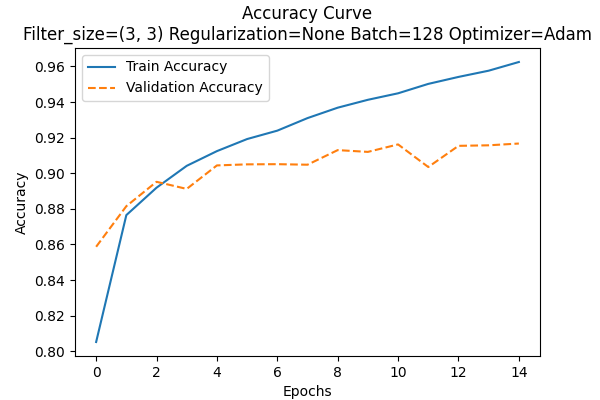 Accuracy Curve
Filter_size=(3, 3) Regularization=None Batch=128 Optimizer=Adam
Train Accuracy
Validation Accuracy
0.96
0.94
0.92
0.90
0.88
0.86
0.84
0.82
0.80
Accuracy
0 2 4 6 8 10 12 14
Epochs